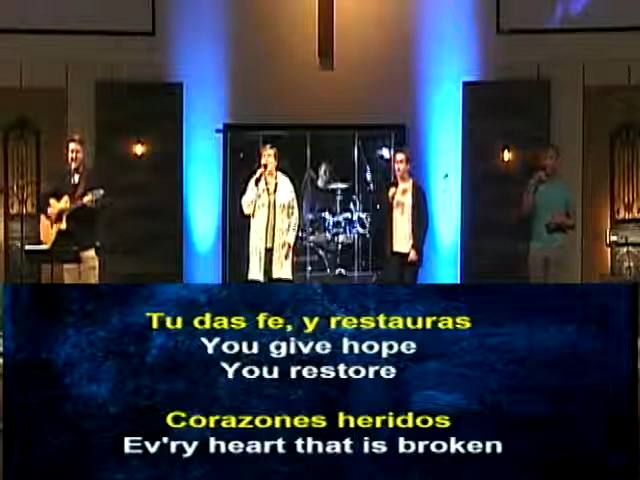 Tu das fe, y restauras
You give hope
You restore
Corazones heridos
Ev'ry heart that is broken